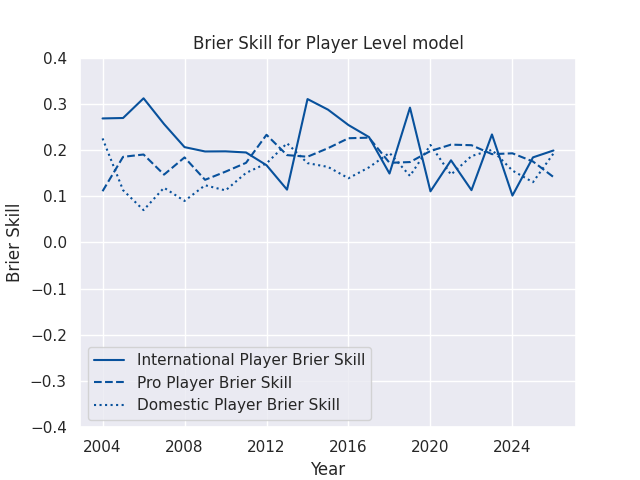 Brier Skill for Player Level model
0.4
0.3
0.2
0.1
0.0
−0.1
−0.2
−0.3
−0.4
Brier Skill
International Player Brier Skill
Pro Player Brier Skill
Domestic Player Brier Skill
2004 2008 2012 2016 2020 2024
Year